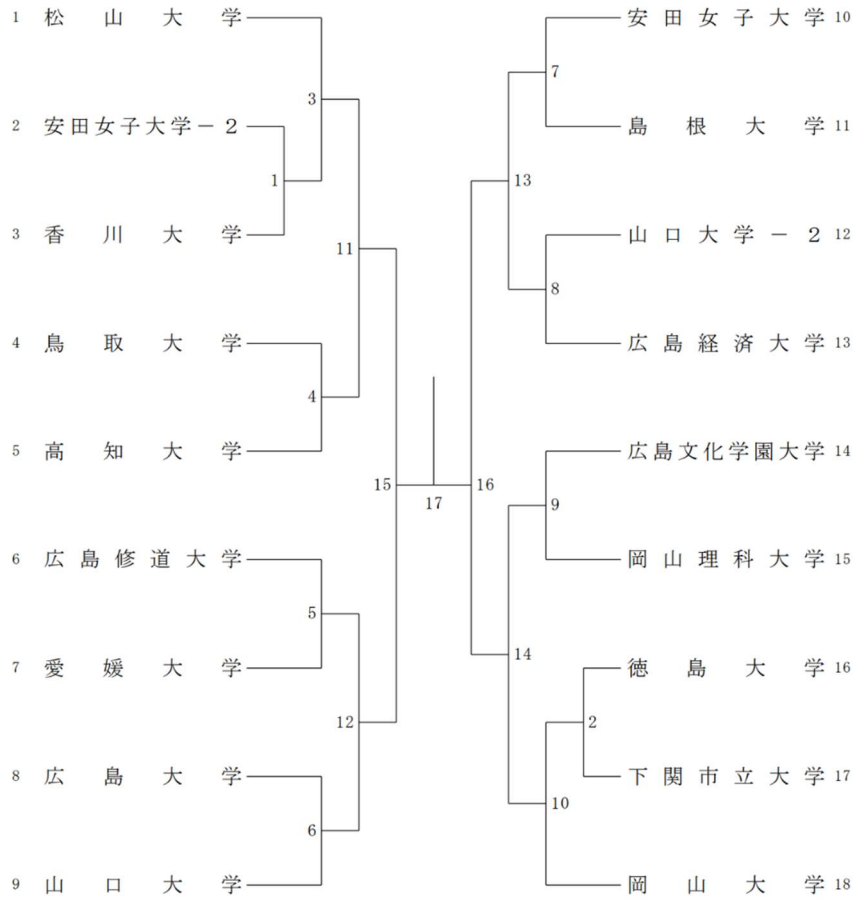 1 松山大学
2 安田女子大学－２
3 香川大学
4 鳥取大学
5 高知大学
6 広島修道大学
7 愛媛大学
8 広島大学
9 山口大学
3
1
11
4
15
5
12
6
17
安田女子大学 10
島根大学 11
山口大学－２ 12
広島経済大学 13
広島文化学園大学 14
岡山理科大学 15
徳島大学 16
下関市立大学 17
岡山大学 18
7
13
8
16
9
14
2
10